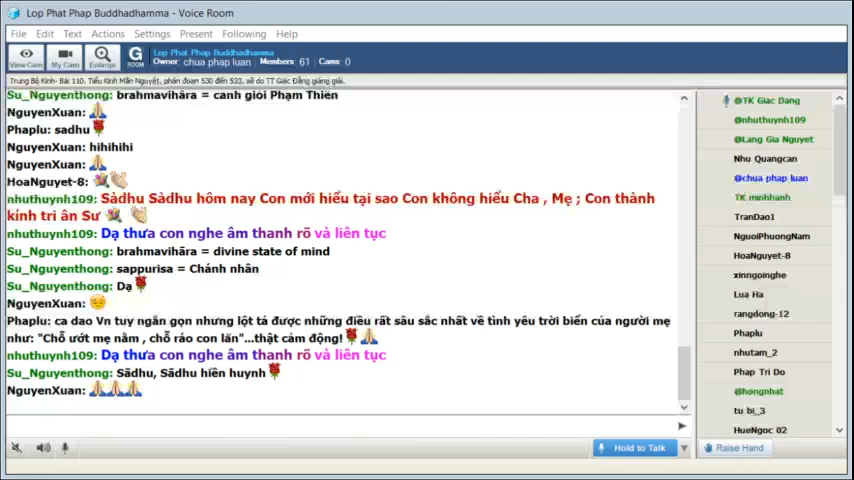 Lop Phat Phap Buddhadhamma - Voice Room
File Edit Text Actions Settings Present Following Help
View Cam My Cam Enlarge G ROOM
Lop Phat Phap Buddhadhamma
Owner: chua phap luan Members: 61 Cams: 0
Trung Bộ Kinh- Bài 110. Tiểu Kinh Mãn Nguyệt, phân đoạn 530 đến 533, sẽ do TT Giác Đẳng giảng giải.
Su_Nguyenthong: brahmavihāra = canh giới Phạm Thiên
NguyenXuan:
Phaplu: sadhu
NguyenXuan: hihihihi
NguyenXuan:
HoaNguyet-8:
nhuthuynh109: Sàdhu Sàdhu hôm nay Con mới hiểu tại sao Con không hiểu Cha , Mẹ ; Con thành
kính tri ân Sư
nhuthuynh109: Dạ thưa con nghe âm thanh rõ và liên tục
Su_Nguyenthong: brahmavihāra = divine state of mind
Su_Nguyenthong: sappurisa = Chánh nhân
Su_Nguyenthong: Dạ
NguyenXuan:
Phaplu: ca dao Vn tuy ngắn gọn nhưng lột tả được những điều rất sâu sắc nhất về tình yêu trời biển của người mẹ
như: "Chỗ ướt mẹ nằm , chỗ ráo con lăn"...thật cảm động!
nhuthuynh109: Dạ thưa con nghe âm thanh rõ và liên tục
Su_Nguyenthong: Sādhu, Sādhu hiền huynh
NguyenXuan:
Hold to Talk
@TK Giac Dang
@nhuthuynh109
@Lang Gia Nguyet
Nhu Quangcan
@chua phap luan
TK minhhanh
TranDao1
NguoiPhuongNam
HoaNguyet-8
xinngoinghe
Lua Ha
rangdong-12
Phaplu
nhutam_2
Phap Tri Do
@hongnhat
tu bi_3
HueNgoc 02
Raise Hand